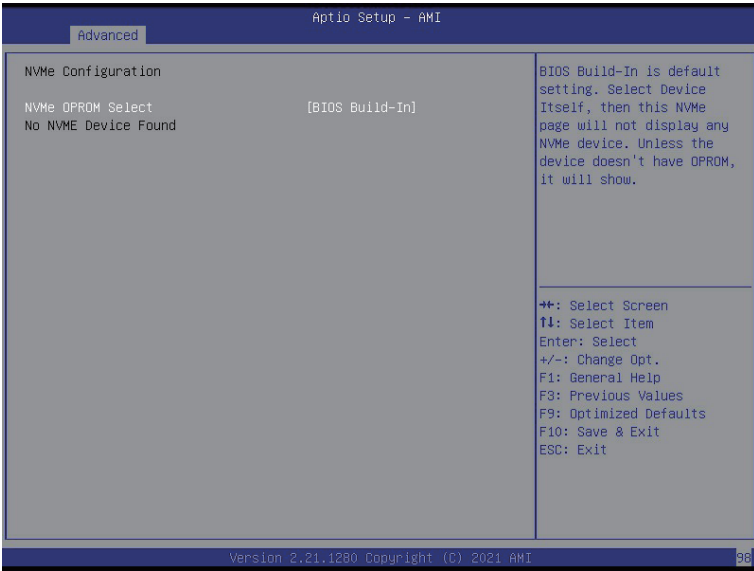 Aptio Setup – AMI
Advanced
NVMe Configuration
NVMe OPROM Select [BIOS Build-In]
No NVME Device Found
BIOS Build-In is default
setting. Select Device
Itself, then this NVMe
page will not display any
NVMe device. Unless the
device doesn't have OPROM,
it will show.
→←: Select Screen
↑↓: Select Item
Enter: Select
+/-: Change Opt.
F1: General Help
F3: Previous Values
F9: Optimized Defaults
F10: Save & Exit
ESC: Exit
Version 2.21.1280 Copyright (C) 2021 AMI
98